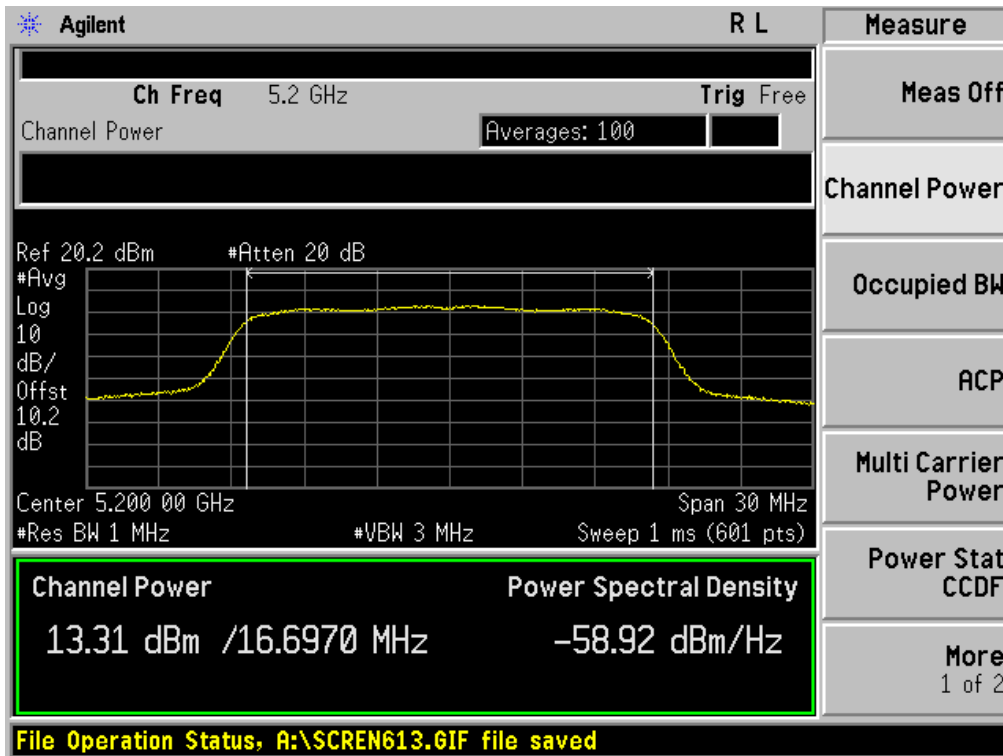 Agilent R L Measure
Ch Freq 5.2 GHz Trig Free
Channel Power Averages: 100
Meas Off
Channel Power
Occupied BW
ACP
Multi Carrier
Power
Power Stat
CCDF
More
1 of 2
Ref 20.2 dBm #Atten 20 dB
#Avg
Log
10
dB/
Offst
10.2
dB
Center 5.200 00 GHz Span 30 MHz
#Res BW 1 MHz #VBW 3 MHz Sweep 1 ms (601 pts)
Channel Power Power Spectral Density
13.31 dBm /16.6970 MHz -58.92 dBm/Hz
File Operation Status, A:\SCREN613.GIF file saved